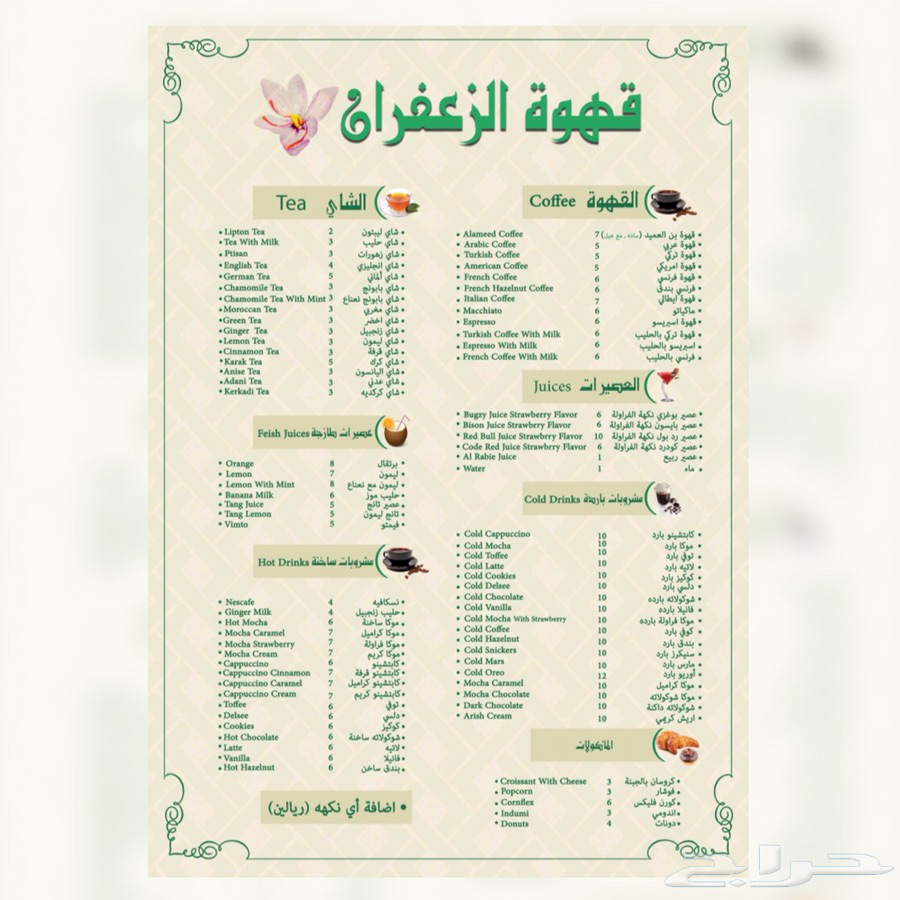 قهوة الزعفران
الشاي Tea
• Lipton Tea 2 شاي ليبتون •
• Tea With Milk 3 شاي حليب •
• Ptisan 3 شاي زهورات •
• English Tea 4 شاي انجليزي •
• German Tea 5 شاي ألماني •
• Chamomile Tea 3 شاي بابونج •
• Chamomile Tea With Mint 3 شاي بابونج نعناع •
• Moroccan Tea 3 شاي مغربي •
• Green Tea 3 شاي اخضر •
• Ginger Tea 3 شاي زنجبيل •
• Lemon Tea 3 شاي ليمون •
• Cinnamon Tea 3 شاي قرفة •
• Karak Tea 5 شاي كرك •
• Anise Tea 3 شاي اليانسون •
• Adani Tea 3 شاي عدني •
• Kerkadi Tea 3 شاي كركديه •
عصيرات طازجة Feish Juices
• Orange 8 برتقال •
• Lemon 7 ليمون •
• Lemon With Mint 8 ليمون مع نعناع •
• Banana Milk 6 حليب موز •
• Tang Juice 5 عصير تانج •
• Tang Lemon 5 تانج ليمون •
• Vimto 5 فيمتو •
مشروبات ساخنة Hot Drinks
• Nescafe 4 نسكافيه •
Ginger Milk 4 حليب زنجبيل •
• Hot Mocha 6 موكا ساخنة •
• Mocha Caramel 7 موكا كراميل •
• Mocha Strawberry 7 موكا فراولة •
• Mocha Cream 7 موكا كريم •
• Cappuccino 6 كابتشينو •
• Cappuccino Cinnamon 7 كابتشينو قرفة •
• Cappuccino Caramel 7 كابتشينو كراميل •
• Cappuccino Cream 7 كابتشينو كريم •
• Toffee 6 توفي •
• Delsee 6 دلسي •
• Cookies 6 كوكيز •
• Hot Chocolate 6 شوكولاته ساخنة •
• Latte 6 لاتيه •
• Vanilla 6 فانيلا •
• Hot Hazelnut 6 بندق ساخن •
• اضافة أي نكهه (ريالين)
القهوة Coffee
• Alameed Coffee 7 قهوة بن العميد (ساده ، مع هيل) •
• Arabic Coffee 5 قهوة عربي •
• Turkish Coffee 5 قهوة تركي •
• American Coffee 5 قهوة امريكي •
• French Coffee 6 قهوة فرنسي •
• French Hazelnut Coffee 6 فرنسي بندق •
• Italian Coffee 7 قهوة ايطالي •
• Macchiato 6 ماكياتو •
• Espresso 6 قهوة اسبريسو •
• Turkish Coffee With Milk 6 قهوة تركي بالحليب •
• Espresso With Milk 6 اسبريسو بالحليب •
• French Coffee With Milk 6 فرنسي بالحليب •
العصيرات Juices
• Bugzy Juice Strawberry Flavor 6 عصير بوغزي نكهة الفراولة •
• Bison Juice Strawbrry Flavor 6 عصير بايسون نكهة الفراولة •
• Red Bull Juice Strawbrry Flavor 10 عصير رد بول نكهة الفراولة •
• Code Red Juice Strawbrry Flavor 6 عصير كودرد نكهة الفراولة •
• Al Rabie Juice 1 عصير ربيع •
• Water 1 ماء •
مشروبات باردة Cold Drinks
• Cold Cappuccino 10 كابتشينو بارد •
• Cold Mocha 10 موكا بارد •
• Cold Toffee 10 توفي بارد •
• Cold Latte 10 لاتيه بارد •
• Cold Cookies 10 كوكيز بارد •
• Cold Delsee 10 دلسي بارد •
• Cold Chocolate 10 شوكولاته بارده •
• Cold Vanilla 10 فانيلا بارده •
• Cold Mocha With Strawberry 10 موكا فراولة بارده •
• Cold Coffee 10 كوفي بارد •
• Cold Hazelnut 10 بندق بارد •
• Cold Snickers 10 سنيكرز بارد •
• Cold Mars 10 مارس بارد •
• Cold Oreo 12 أوريو بارد •
• Mocha Caramel 10 موكا كراميل •
• Mocha Chocolate 10 موكا شوكولاته •
• Dark Chocolate 10 شوكولاته داكنة •
• Arish Cream 10 اريش كريمي •
المأكولات
• Croissant With Cheese 3 كروسان بالجبنة •
• Popcorn 3 فوشار •
• Cornflex 6 كورن فليكس •
• Indumi 3 اندومي •
• Donuts 4 دونات •
حراج